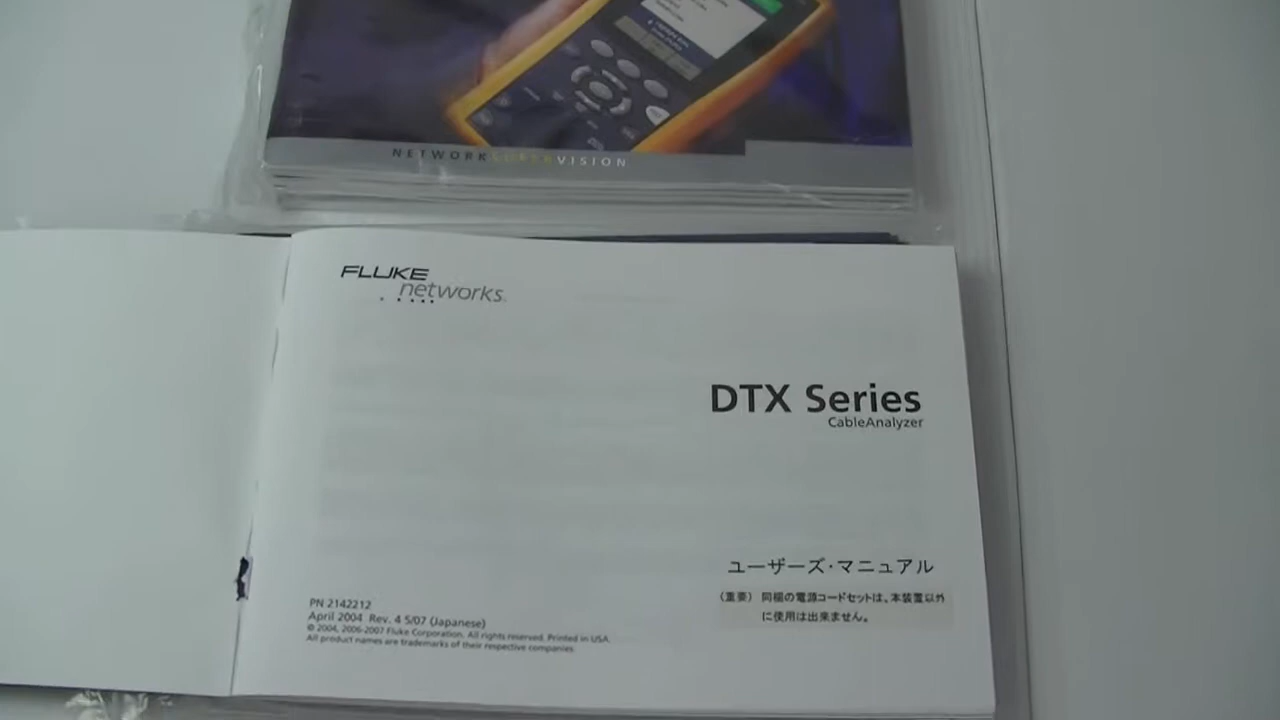 NETWORKSUPERVISION
FLUKE
networks.
DTX Series
CableAnalyzer
ユーザーズ・マニュアル
（重要） 同梱の電源コードセットは、本装置以外
に使用は出来ません。
PN 2142212
April 2004 Rev. 4 5/07 (Japanese)
© 2004, 2006-2007 Fluke Corporation. All rights reserved. Printed in USA.
All product names are trademarks of their respective companies.